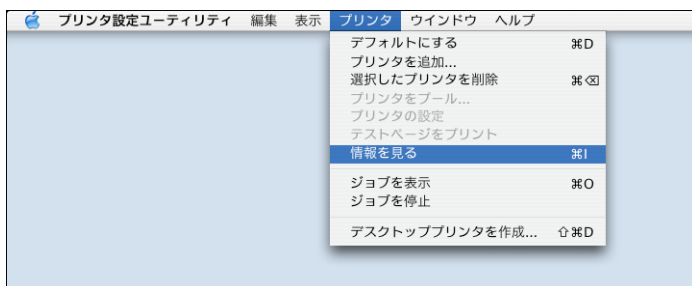 プリンタ設定ユーティリティ 編集 表示 プリンタ ウインドウ ヘルプ
デフォルトにする ⌘D
プリンタを追加...
選択したプリンタを削除 ⌘⌫
プリンタをプール...
プリンタの設定
テストページをプリント
情報を見る ⌘I
ジョブを表示 ⌘O
ジョブを停止
デスクトッププリンタを作成... ⇧⌘D